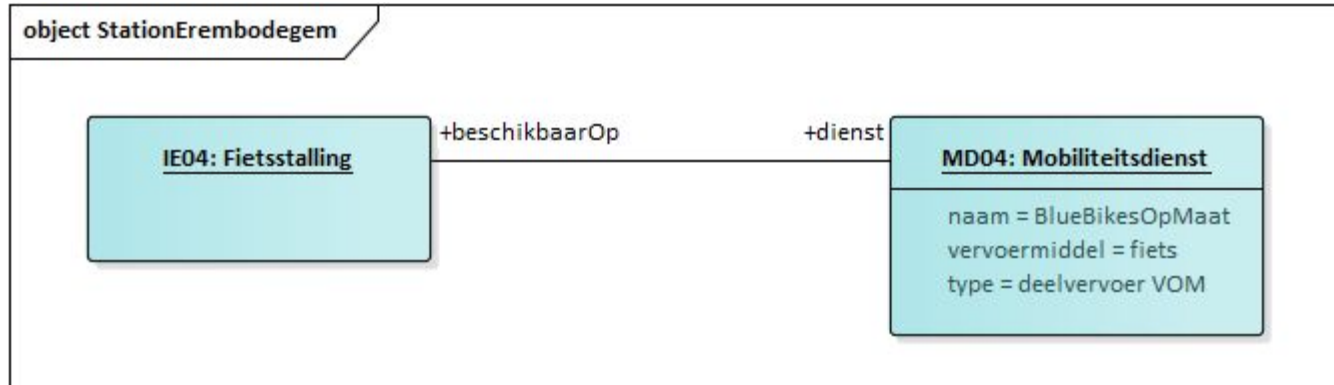 object StationErembodegem
+beschikbaarOp
+dienst
IE04: Fietsstalling
MD04: Mobiliteitsdienst
naam = BlueBikesOpMaat
vervoermiddel = fiets
type = deelvervoer VOM